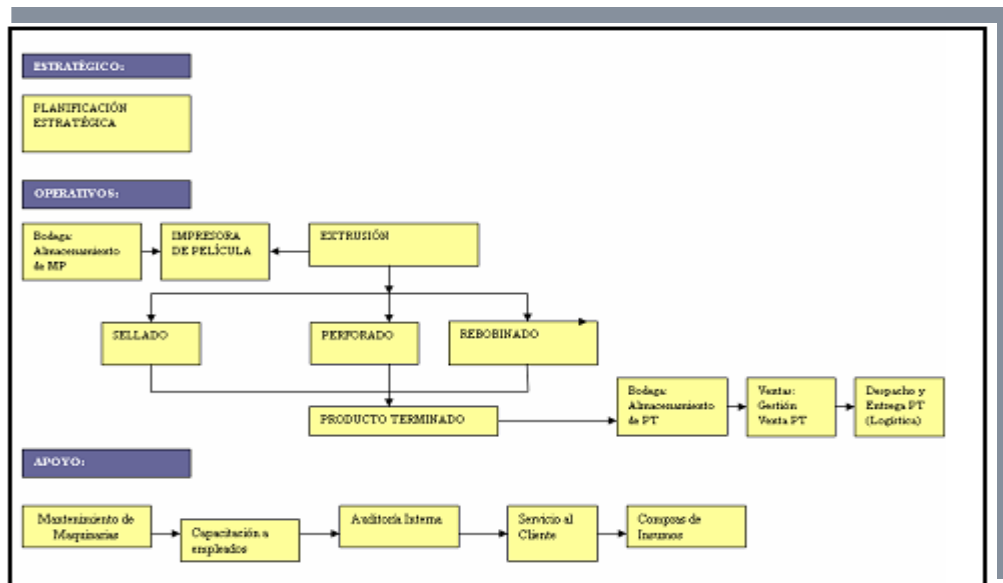 ESTRATÉGICO:
PLANIFICACIÓN
ESTRATÉGICA
OPERATIVOS:
Bodega:
Almacenamiento
de MP
IMPRESORA
DE PELÍCULA
EXTRUSIÓN
SELLADO
PERFORADO
REBOBINADO
PRODUCTO TERMINADO
Bodega:
Almacenamiento
de PT
Ventas:
Gestión
Venta PT
Despacho y
Entrega PT
(Logística)
APOYO:
Mantenimiento de
Maquinarias
Capacitación a
empleados
Auditoría Interna
Servicio al
Cliente
Compras de
Insumos